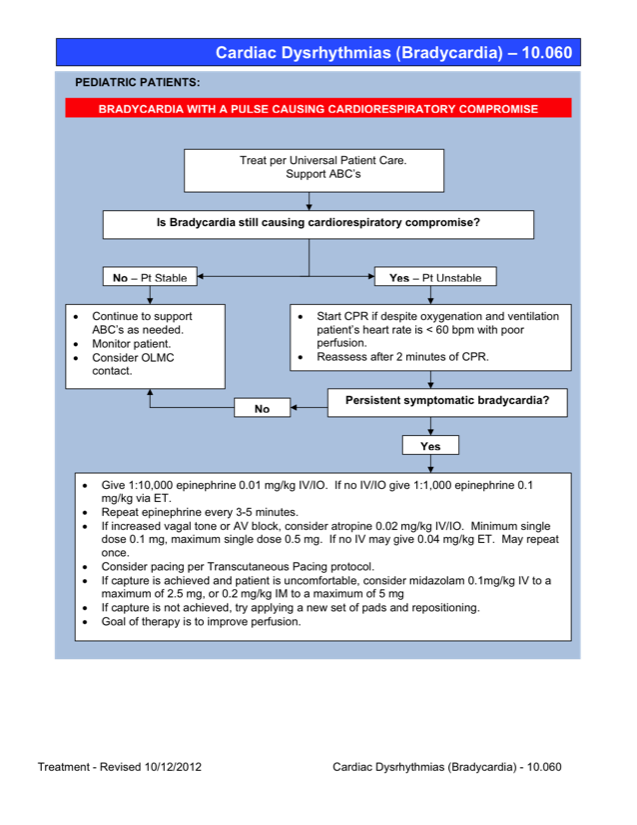 Cardiac Dysrhythmias (Bradycardia) – 10.060
PEDIATRIC PATIENTS:
BRADYCARDIA WITH A PULSE CAUSING CARDIORESPIRATORY COMPROMISE
Treat per Universal Patient Care.
Support ABC's
Is Bradycardia still causing cardiorespiratory compromise?
No – Pt Stable
Yes – Pt Unstable
• Continue to support
ABC's as needed.
• Monitor patient.
• Consider OLMC
contact.
• Start CPR if despite oxygenation and ventilation
patient's heart rate is < 60 bpm with poor
perfusion.
• Reassess after 2 minutes of CPR.
Persistent symptomatic bradycardia?
No
Yes
• Give 1:10,000 epinephrine 0.01 mg/kg IV/IO. If no IV/IO give 1:1,000 epinephrine 0.1
mg/kg via ET.
• Repeat epinephrine every 3-5 minutes.
• If increased vagal tone or AV block, consider atropine 0.02 mg/kg IV/IO. Minimum single
dose 0.1 mg, maximum single dose 0.5 mg. If no IV may give 0.04 mg/kg ET. May repeat
once.
• Consider pacing per Transcutaneous Pacing protocol.
• If capture is achieved and patient is uncomfortable, consider midazolam 0.1mg/kg IV to a
maximum of 2.5 mg, or 0.2 mg/kg IM to a maximum of 5 mg
• If capture is not achieved, try applying a new set of pads and repositioning.
• Goal of therapy is to improve perfusion.
Treatment - Revised 10/12/2012
Cardiac Dysrhythmias (Bradycardia) - 10.060